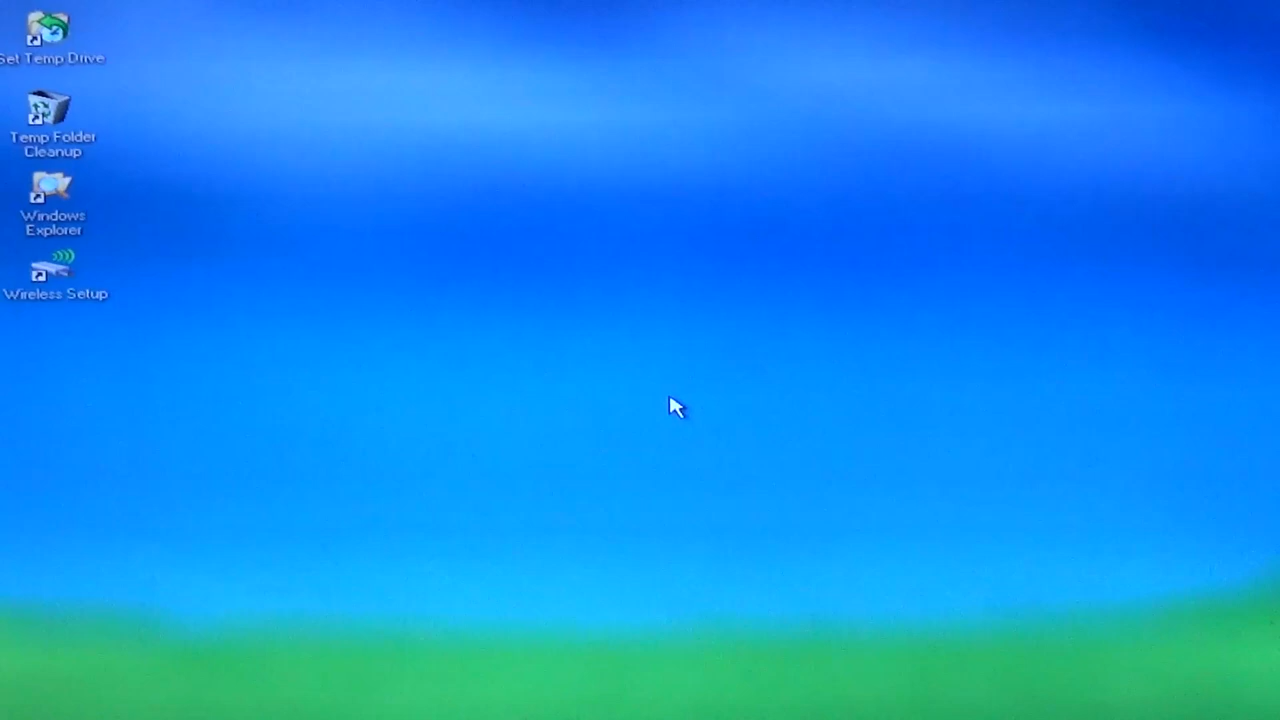 Set Temp Drive
Temp Folder
Cleanup
Windows
Explorer
Wireless Setup